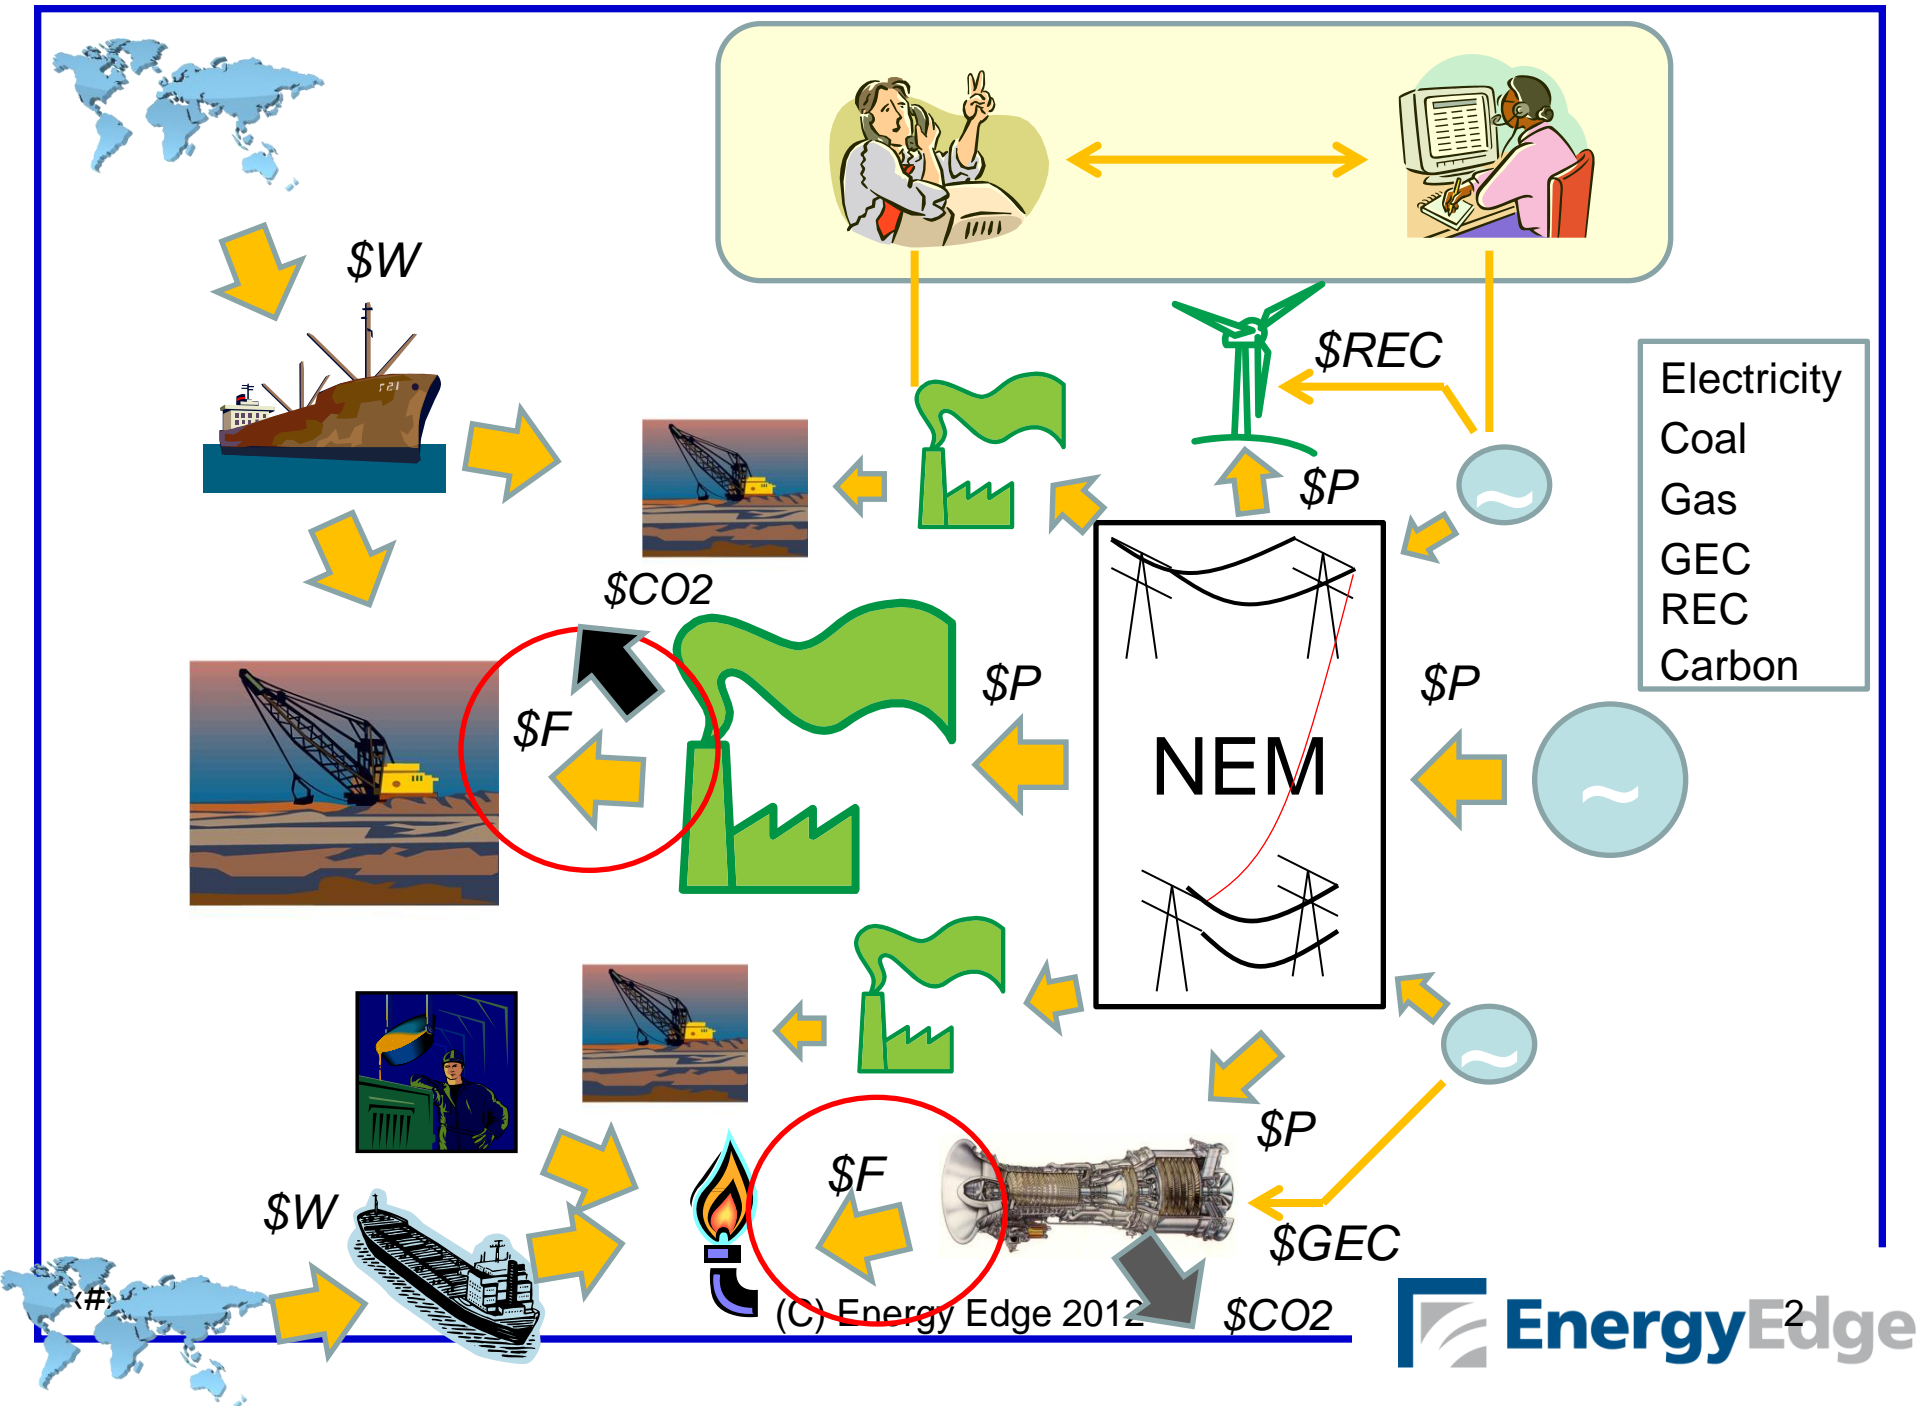 $W
$REC
Electricity
Coal
Gas
GEC
REC
Carbon
$P
$CO2
$F
$P
$P
NEM
$P
$F
$W
$GEC
(C) Energy Edge 2012
$CO2
EnergyEdge
2